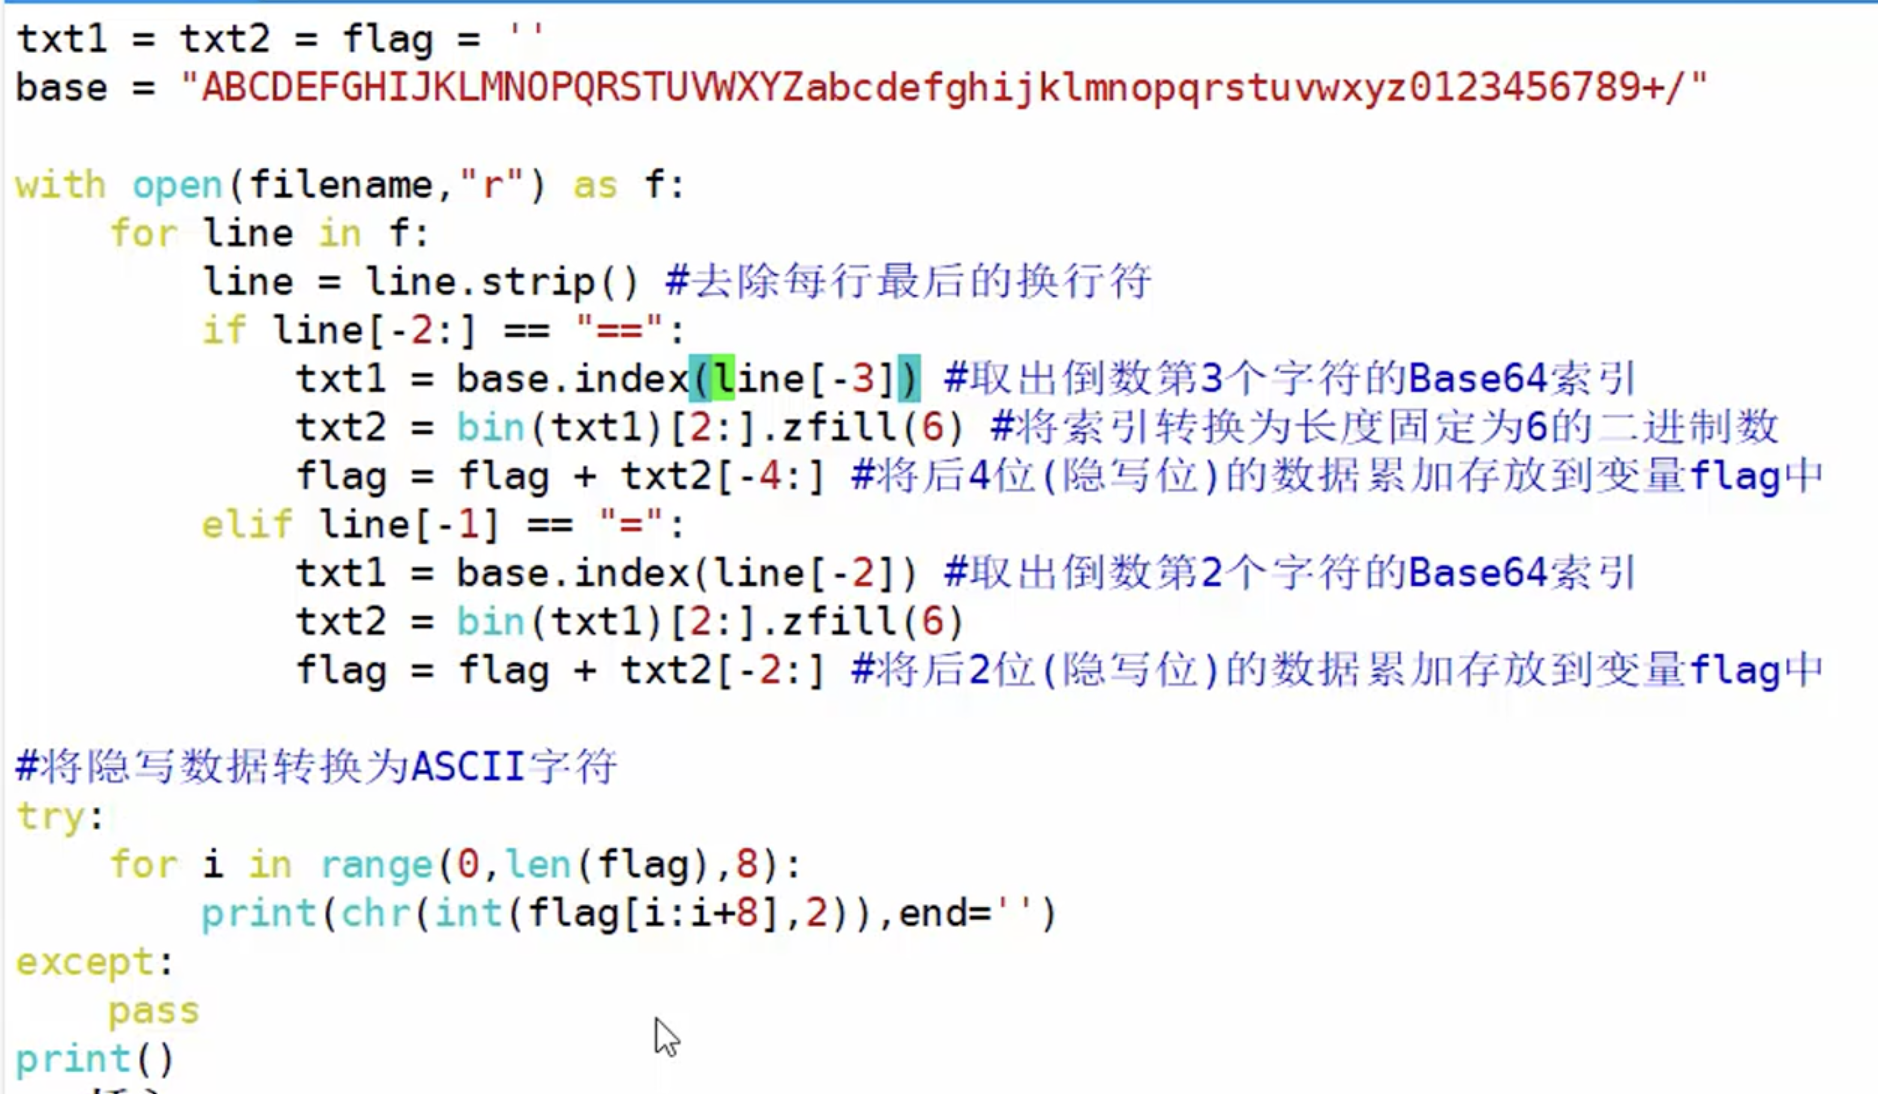 txt1 = txt2 = flag = ''
base = "ABCDEFGHIJKLMNOPQRSTUVWXYZabcdefghijklmnopqrstuvwxyz0123456789+/"
with open(filename,"r") as f:
    for line in f:
        line = line.strip() #去除每行最后的换行符
        if line[-2:] == "==":
            txt1 = base.index(line[-3]) #取出倒数第3个字符的Base64索引
            txt2 = bin(txt1)[2:].zfill(6) #将索引转换为长度固定为6的二进制数
            flag = flag + txt2[-4:] #将后4位(隐写位)的数据累加存放到变量flag中
        elif line[-1] == "=":
            txt1 = base.index(line[-2]) #取出倒数第2个字符的Base64索引
            txt2 = bin(txt1)[2:].zfill(6)
            flag = flag + txt2[-2:] #将后2位(隐写位)的数据累加存放到变量flag中
#将隐写数据转换为ASCII字符
try:
    for i in range(0,len(flag),8):
        print(chr(int(flag[i:i+8],2)),end='')
except:
    pass
print()